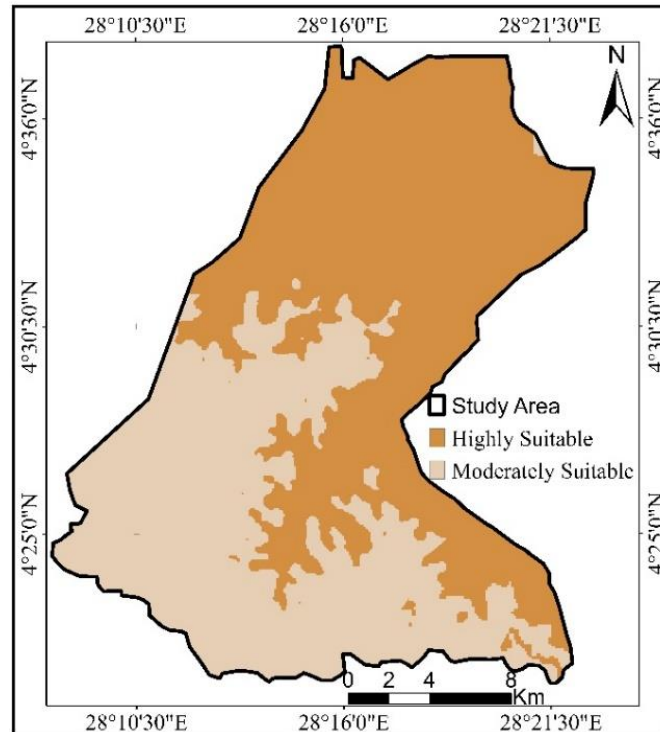 28°10'30"E 28°16'0"E 28°21'30"E
N
4°36'0"N 4°36'0"N
4°30'30"N 4°30'30"N
Study Area
Highly Suitable
Moderately Suitable
4°25'0"N 4°25'0"N
0 2 4 8
Km
28°10'30"E 28°16'0"E 28°21'30"E